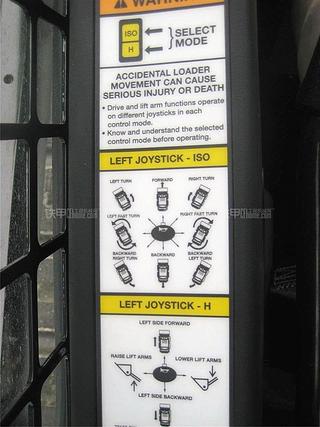 WARNING
ISO
H
SELECT
MODE
ACCIDENTAL LOADER
MOVEMENT CAN CAUSE
SERIOUS INJURY OR DEATH
• Drive and lift arm functions operate
on different joysticks in each
control mode.
• Know and understand the selected
control mode before operating.
LEFT JOYSTICK - ISO
LEFT TURN
FORWARD
RIGHT TURN
LEFT FAST TURN
RIGHT FAST TURN
BACKWARD
RIGHT TURN
BACKWARD
BACKWARD
LEFT TURN
LEFT JOYSTICK - H
LEFT SIDE FORWARD
RAISE LIFT ARMS
LOWER LIFT ARMS
LEFT SIDE BACKWARD